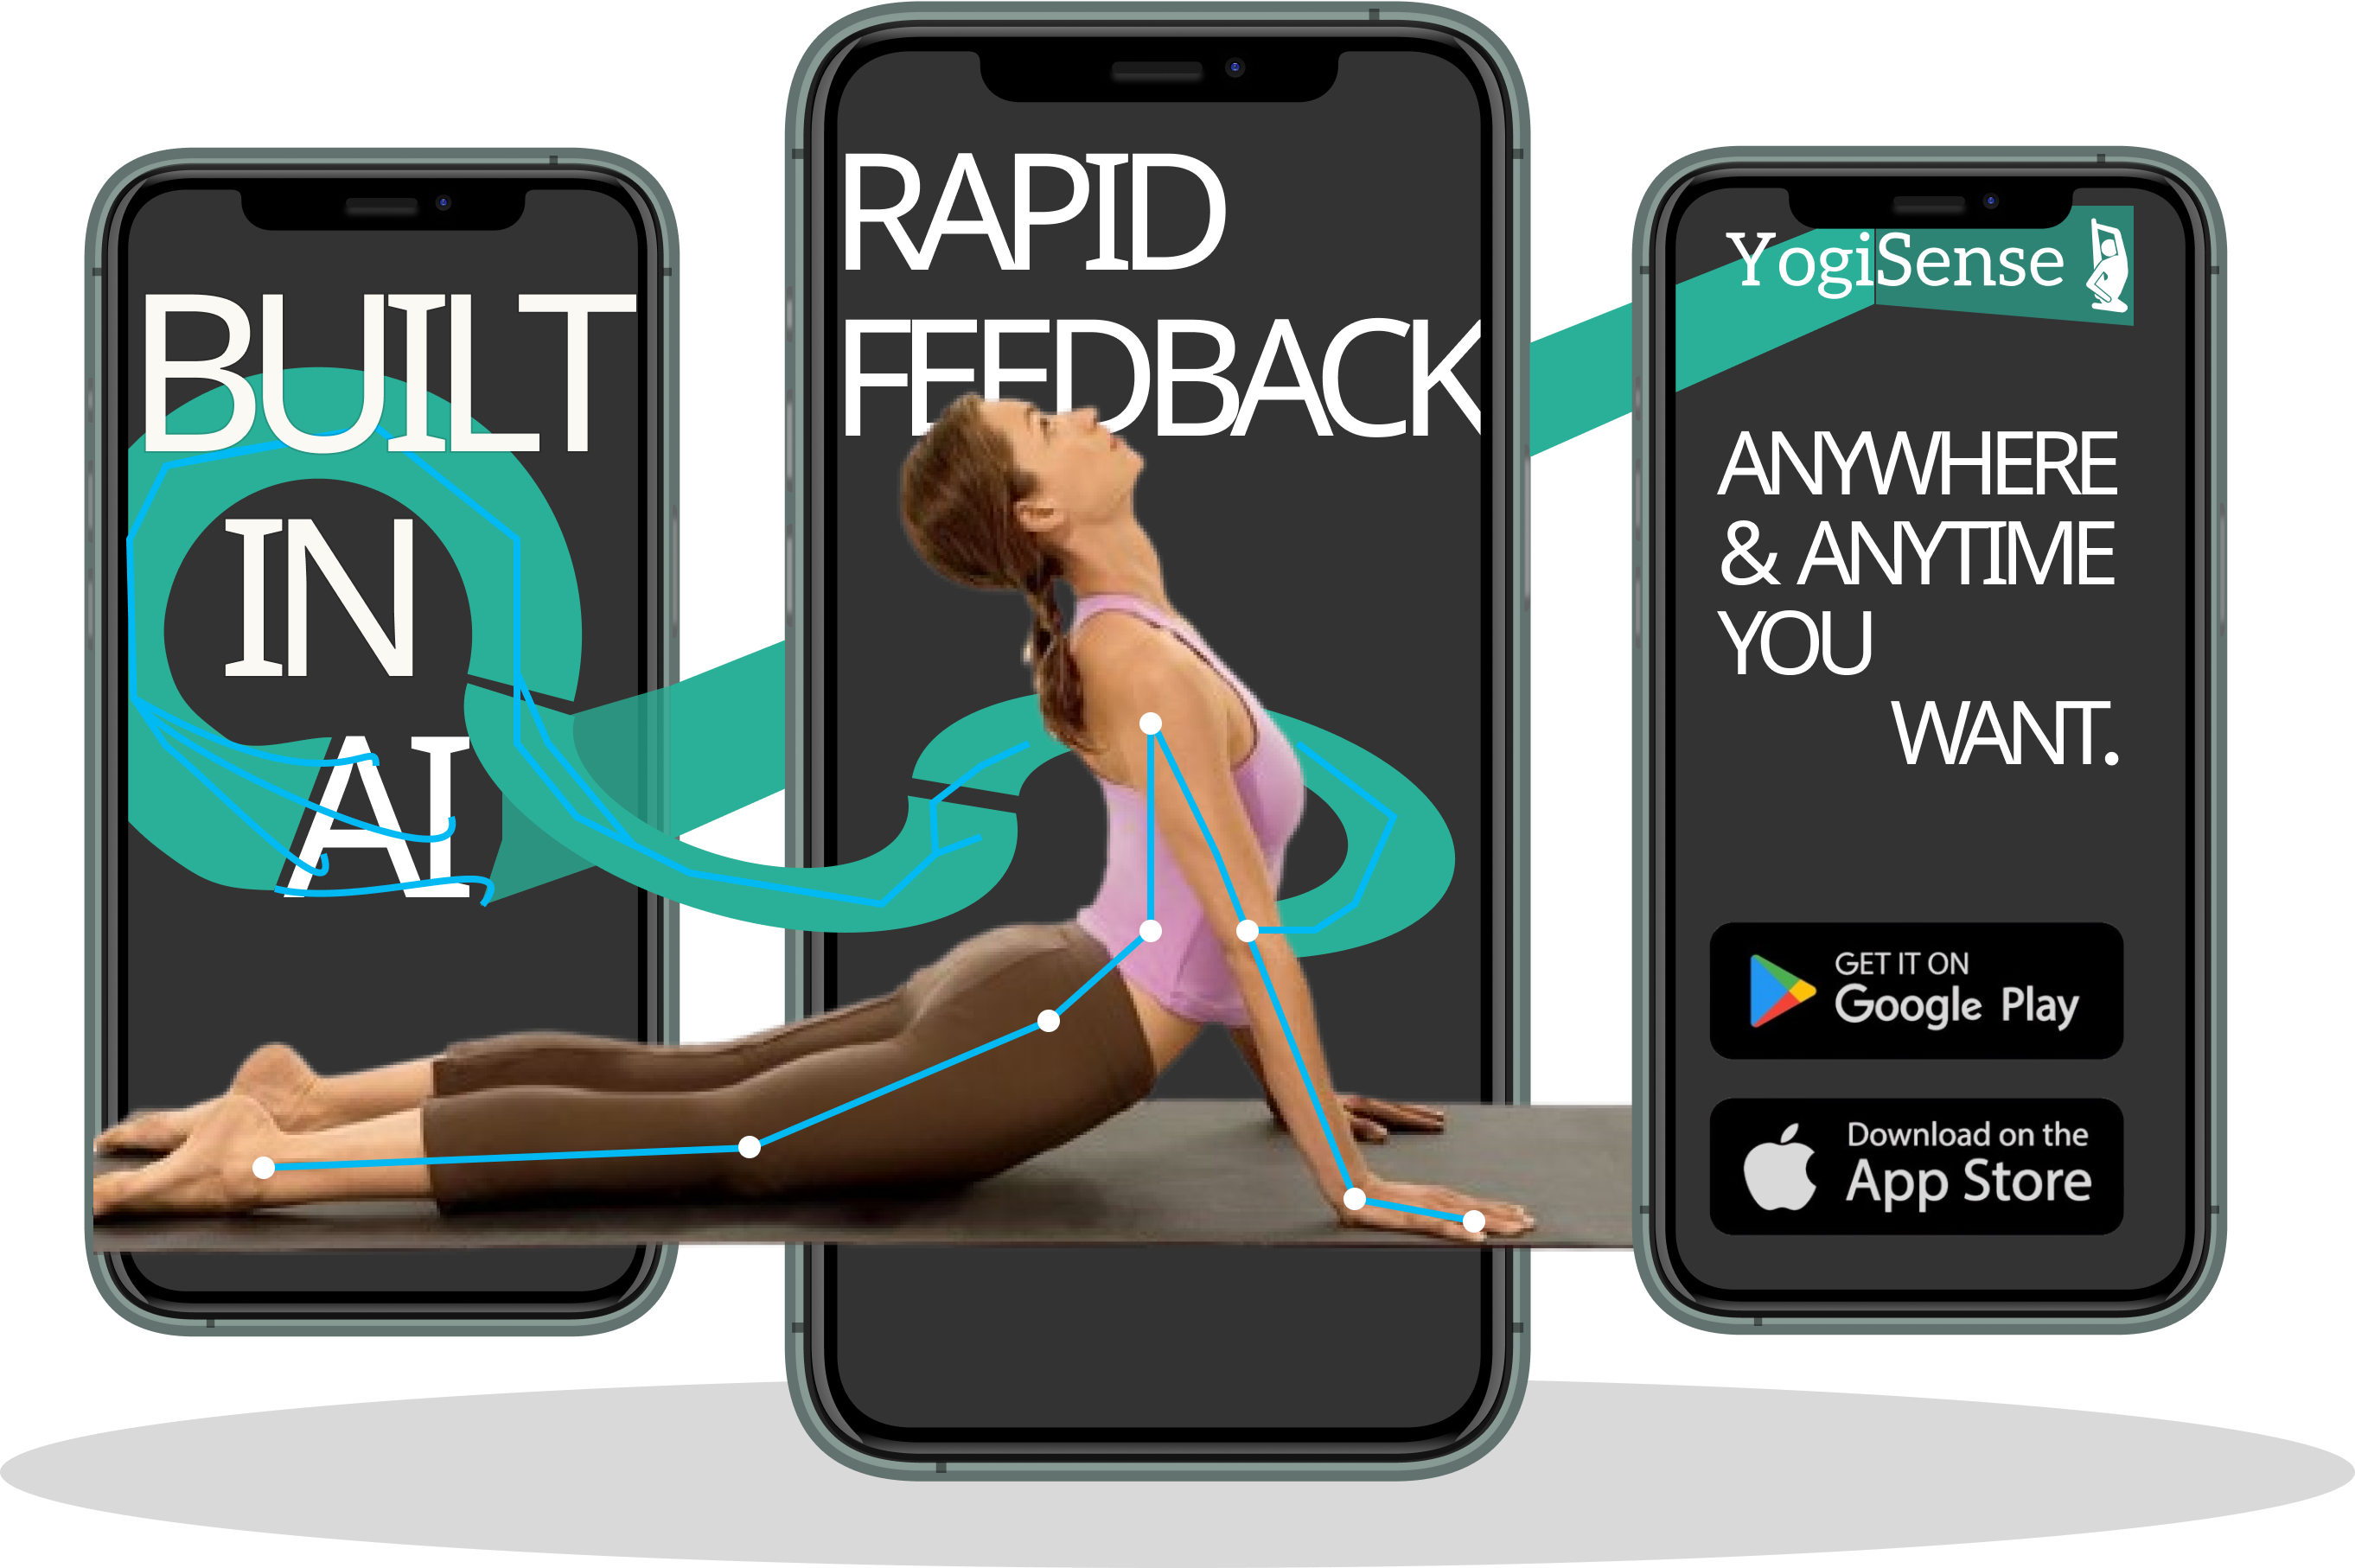 BUILT
IN
AI
RAPID
FEEDBACK
YogiSense
ANYWHERE
& ANYTIME
YOU
WANT.
GET IT ON
Google Play
Download on the
App Store